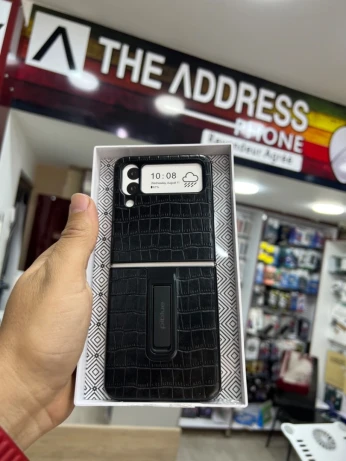 THE ADDRESS
PHONE
Revendeur Agréé
10:08